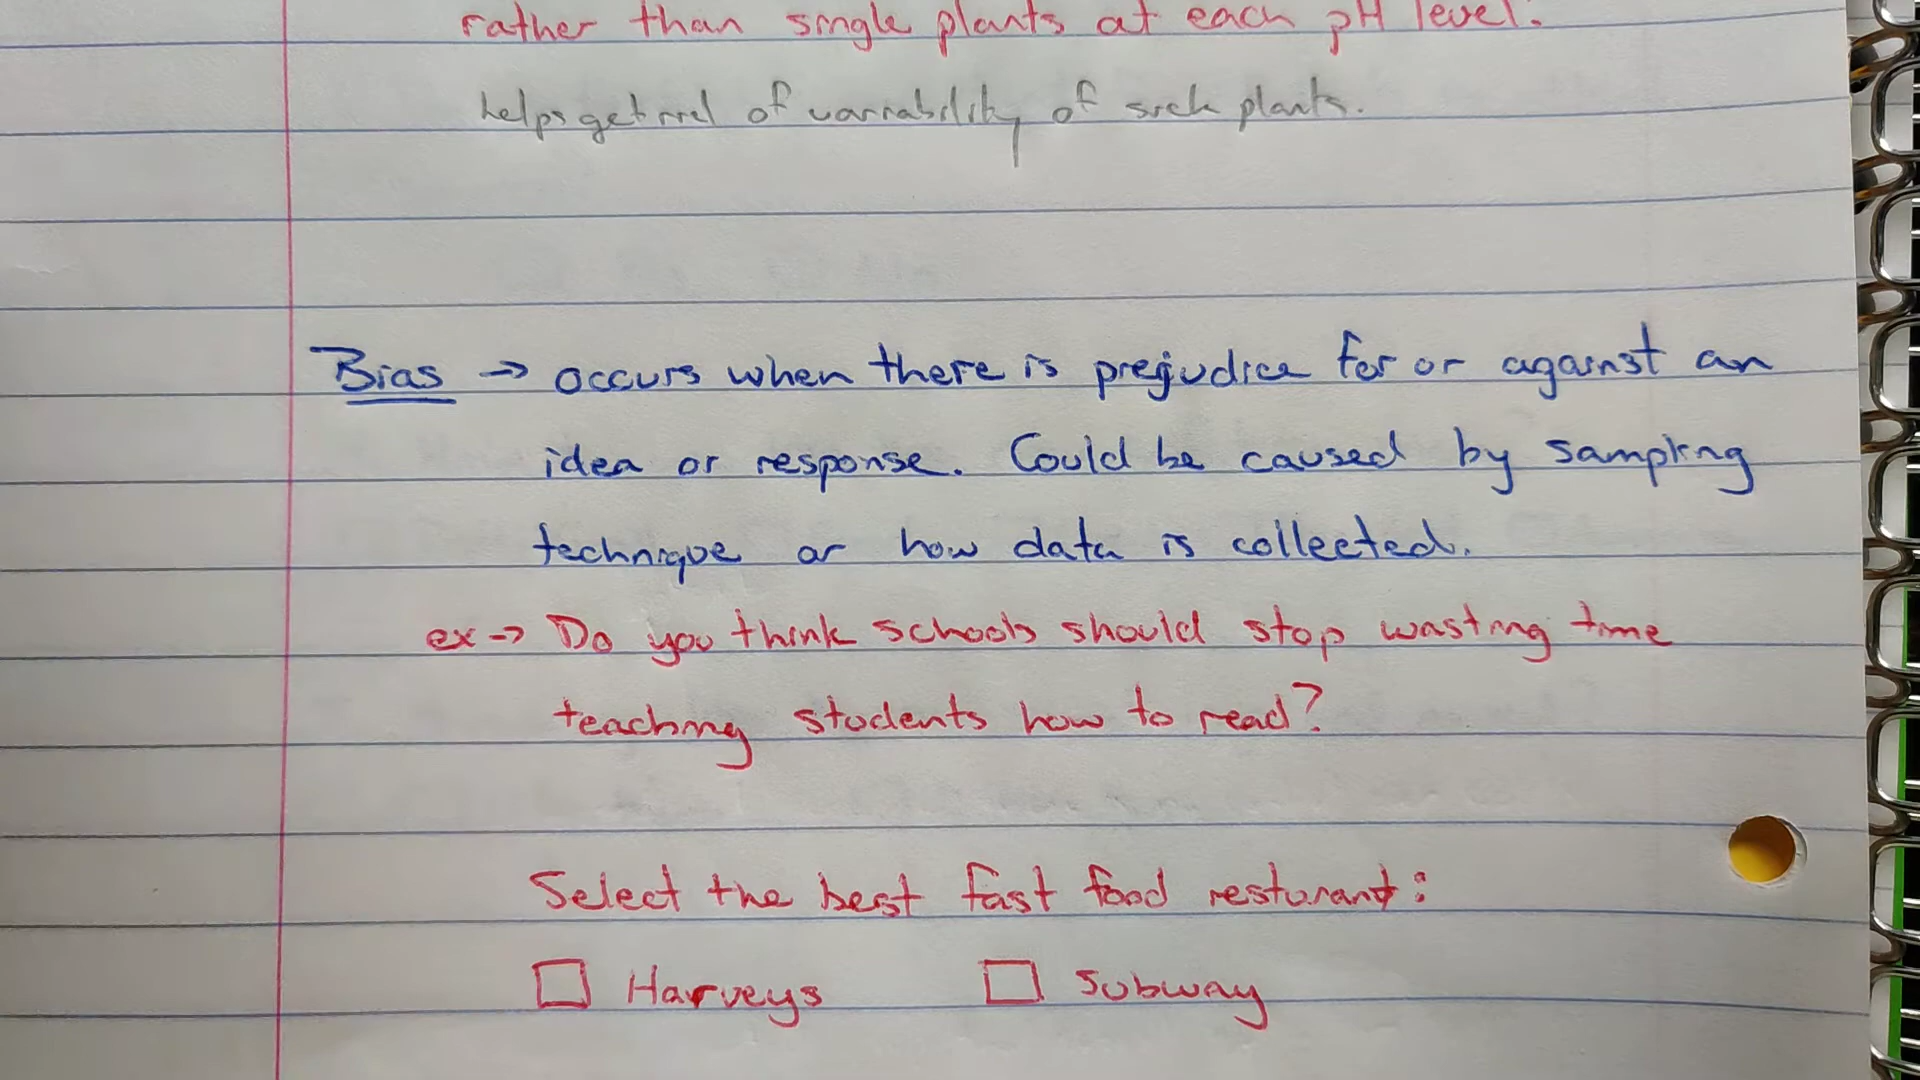 rather than single plants at each pH level.
helps get rid of variability of sick plants.
Bias → occurs when there is prejudice for or against an
idea or response. Could be caused by sampling
technique or how data is collected.
ex → Do you think schools should stop wasting time
teaching students how to read?
Select the best fast food resturant:
☐ Harveys ☐ Subway